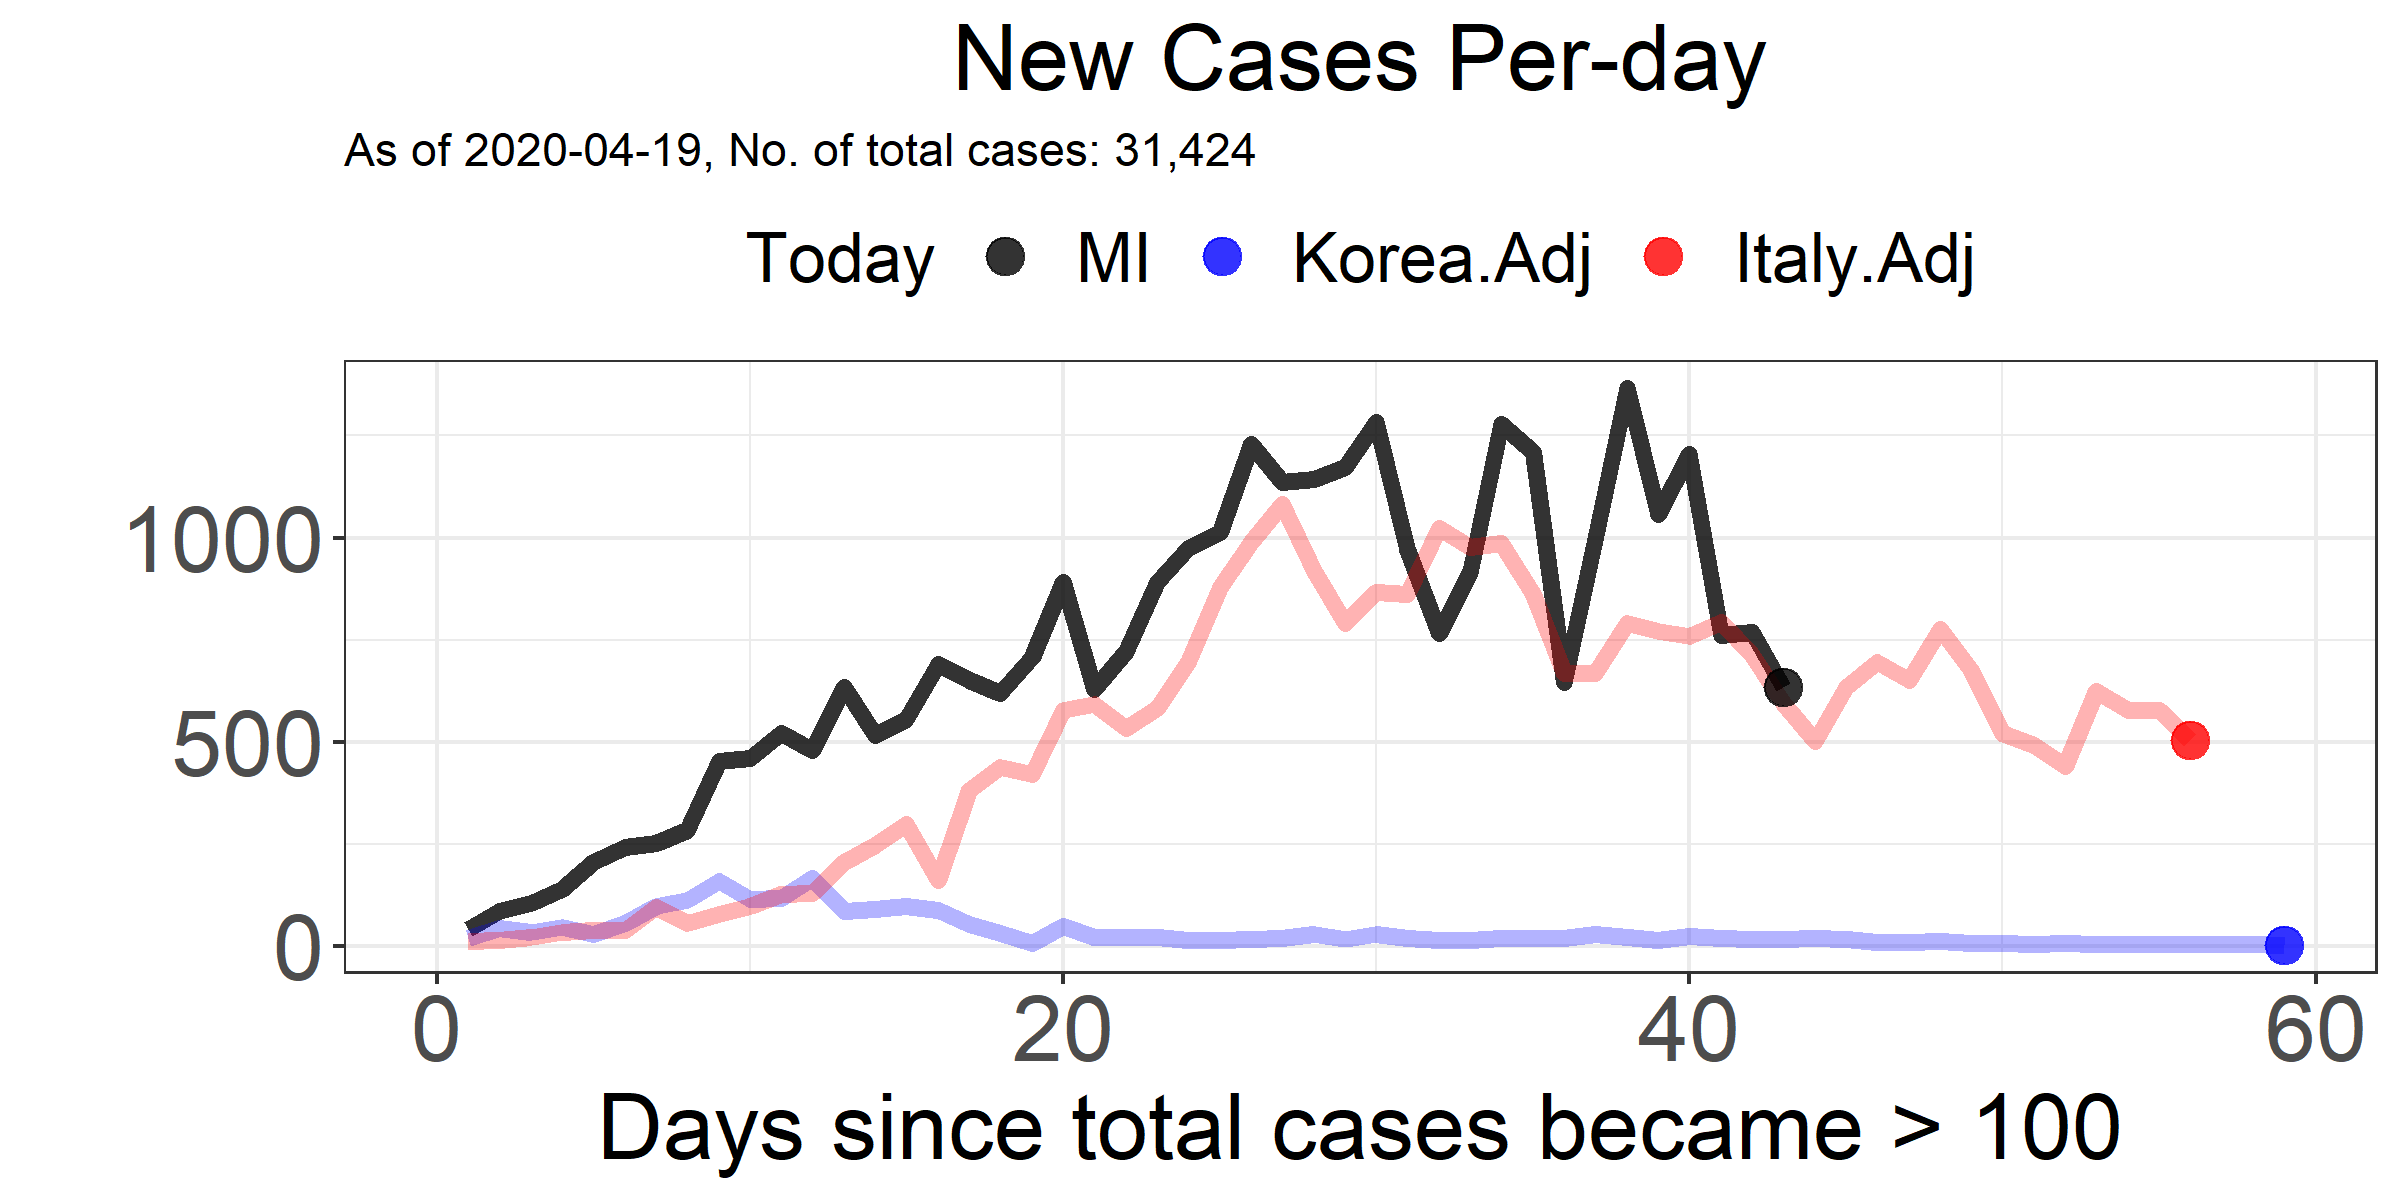 New Cases Per-day
As of 2020-04-19, No. of total cases: 31,424
Today MI Korea.Adj Italy.Adj
1000
500
0
0 20 40 60
Days since total cases became > 100